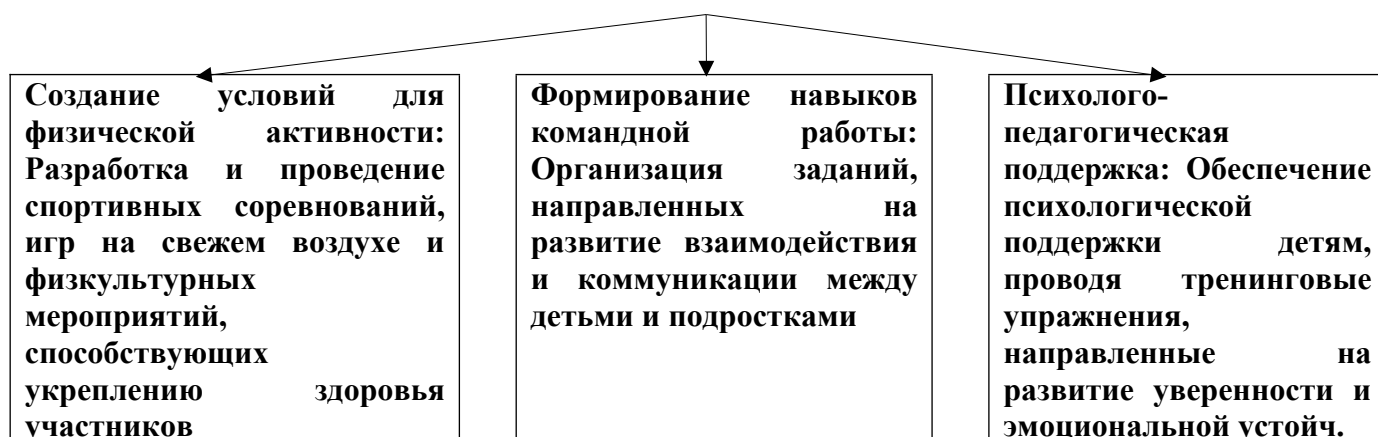 Создание условий для
физической активности:
Разработка и проведение
спортивных соревнований,
игр на свежем воздухе и
физкультурных
мероприятий,
способствующих
укреплению здоровья
участников
Формирование навыков
командной работы:
Организация заданий,
направленных на
развитие взаимодействия
и коммуникации между
детьми и подростками
Психолого-
педагогическая
поддержка: Обеспечение
психологической
поддержки детям,
проводя тренинговые
упражнения,
направленные на
развитие уверенности и
эмоциональной устойч.